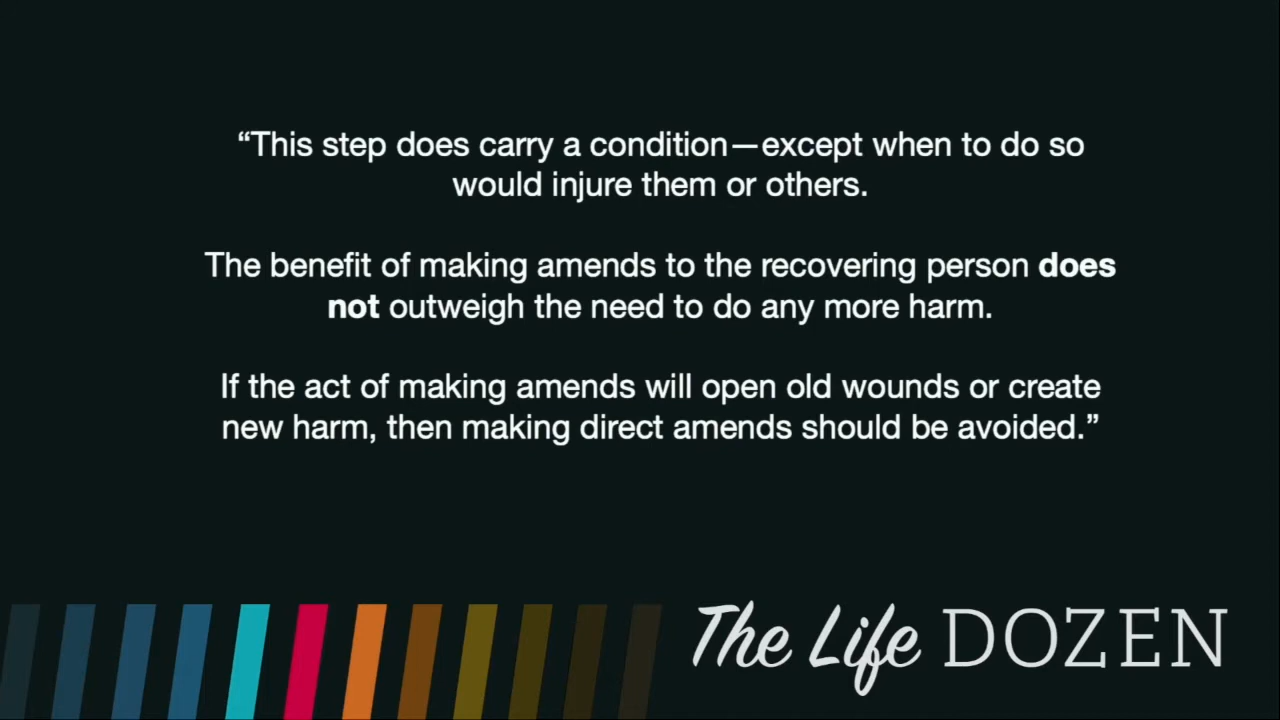 “This step does carry a condition—except when to do so
would injure them or others.
The benefit of making amends to the recovering person does
not outweigh the need to do any more harm.
If the act of making amends will open old wounds or create
new harm, then making direct amends should be avoided.”
The Life DOZEN